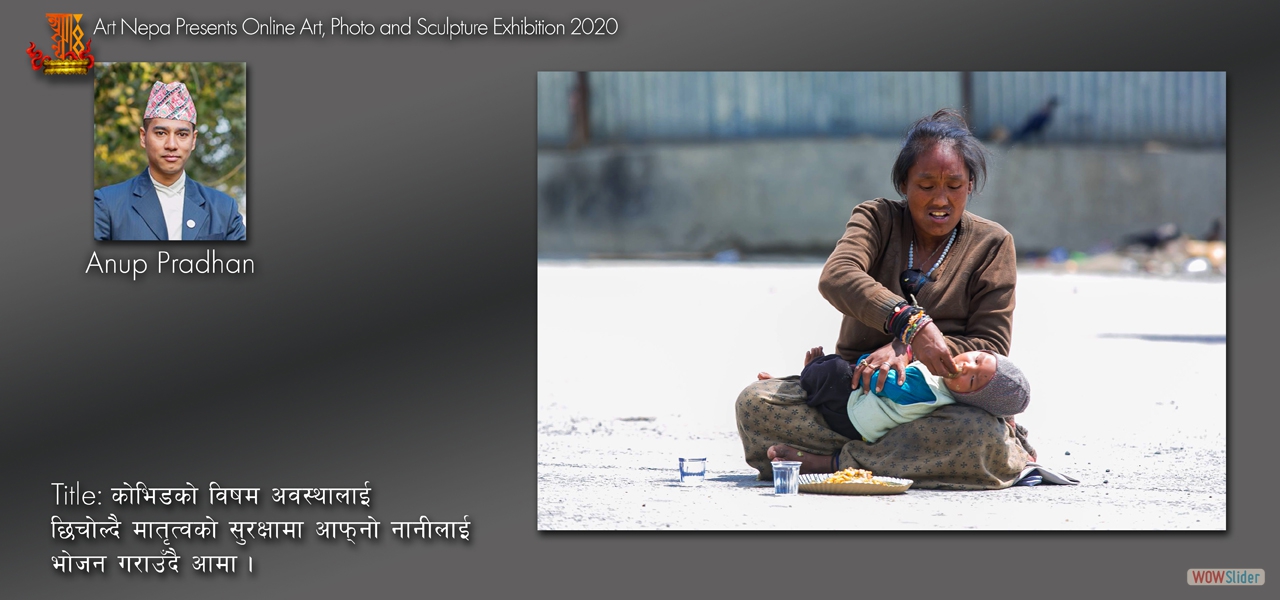 Art Nepa Presents Online Art, Photo and Sculpture Exhibition 2020
Anup Pradhan
Title: कोभिडको विषम अवस्थालाई
छिचोल्दै मातृत्वको सुरक्षामा आफ्नो नानीलाई
भोजन गराउँदै आमा ।
WOWSlider